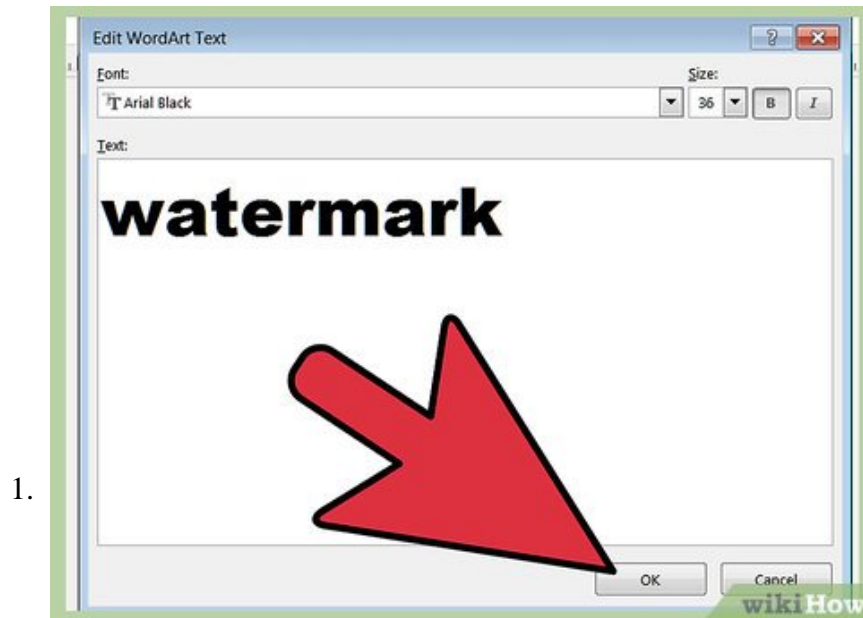 Edit WordArt Text
Font:
Size:
Arial Black
36
B
I
Text:
watermark
1.
OK
Cancel
wikiHow